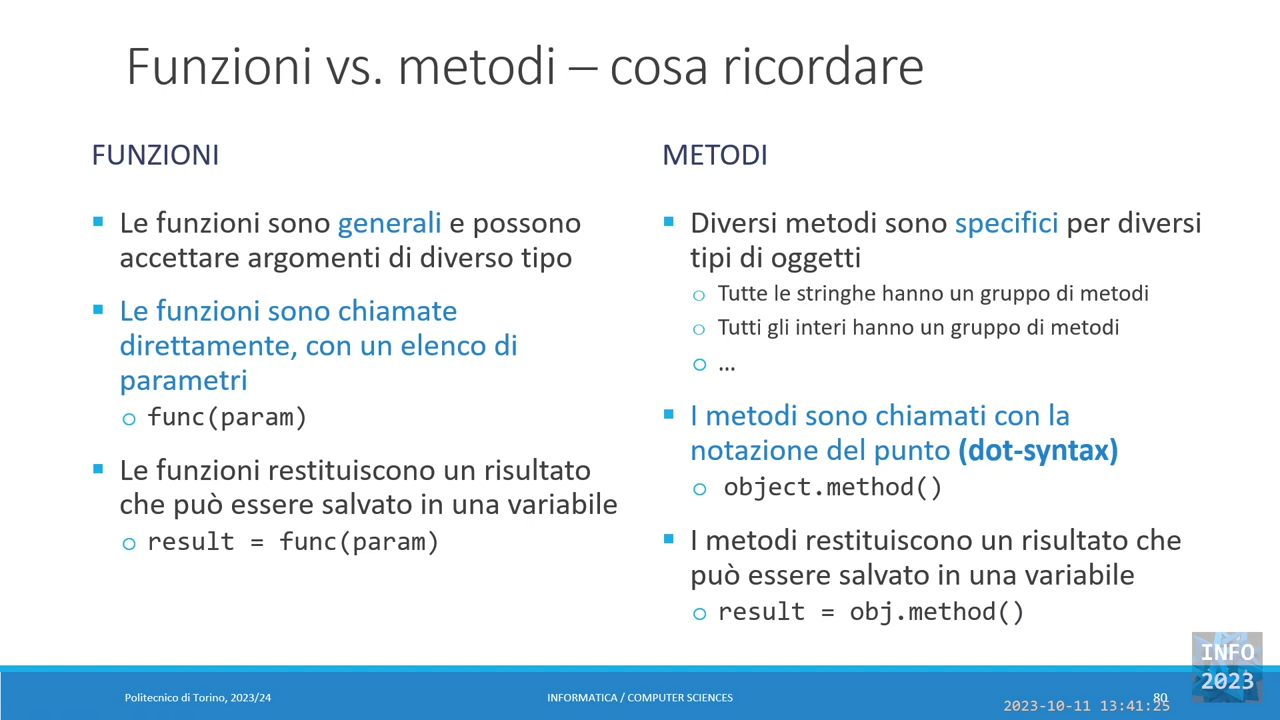 Funzioni vs. metodi – cosa ricordare
FUNZIONI
▪ Le funzioni sono generali e possono
accettare argomenti di diverso tipo
▪ Le funzioni sono chiamate
direttamente, con un elenco di
parametri
o func(param)
▪ Le funzioni restituiscono un risultato
che può essere salvato in una variabile
o result = func(param)
METODI
▪ Diversi metodi sono specifici per diversi
tipi di oggetti
o Tutte le stringhe hanno un gruppo di metodi
o Tutti gli interi hanno un gruppo di metodi
o …
▪ I metodi sono chiamati con la
notazione del punto (dot-syntax)
o object.method()
▪ I metodi restituiscono un risultato che
può essere salvato in una variabile
o result = obj.method()
INFO
2023
Politecnico di Torino, 2023/24
INFORMATICA / COMPUTER SCIENCES
80
2023-10-11 13:41:25